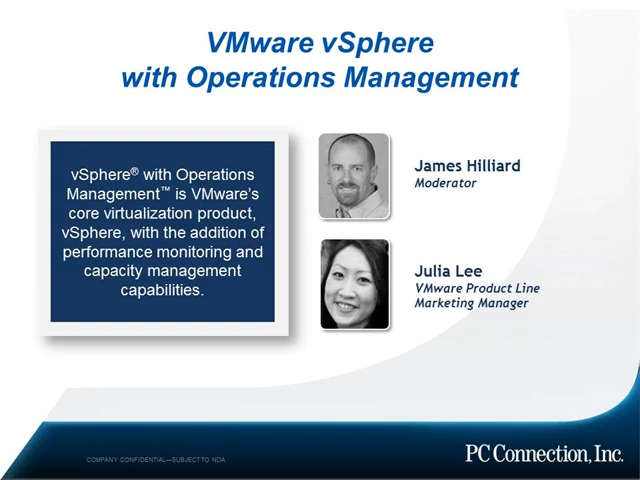 VMware vSphere
with Operations Management
vSphere® with Operations
Management™ is VMware's
core virtualization product,
vSphere, with the addition of
performance monitoring and
capacity management
capabilities.
James Hilliard
Moderator
Julia Lee
VMware Product Line
Marketing Manager
COMPANY CONFIDENTIAL—SUBJECT TO NDA
PC Connection, Inc.